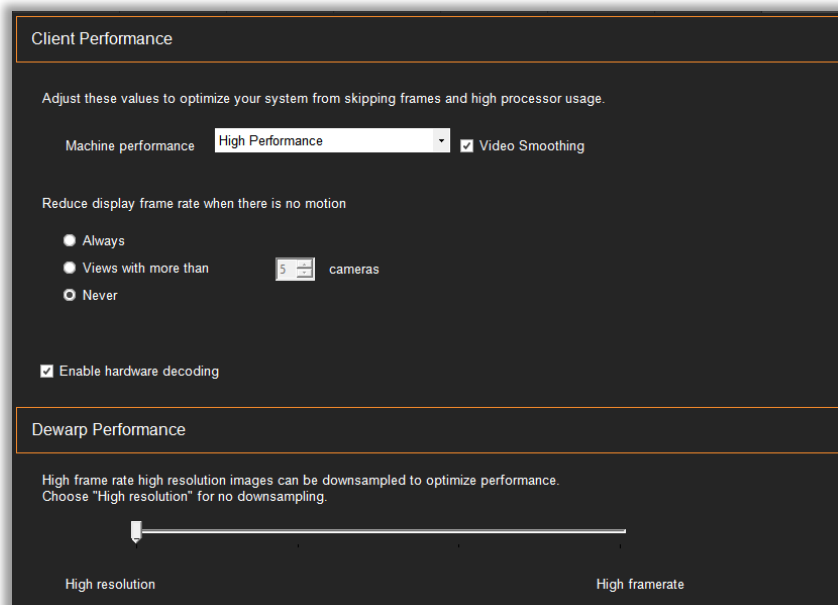 Client Performance
Adjust these values to optimize your system from skipping frames and high processor usage.
Machine performance High Performance Video Smoothing
Reduce display frame rate when there is no motion
Always
Views with more than 5 cameras
Never
Enable hardware decoding
Dewarp Performance
High frame rate high resolution images can be downsampled to optimize performance.
Choose "High resolution" for no downsampling.
High resolution High framerate